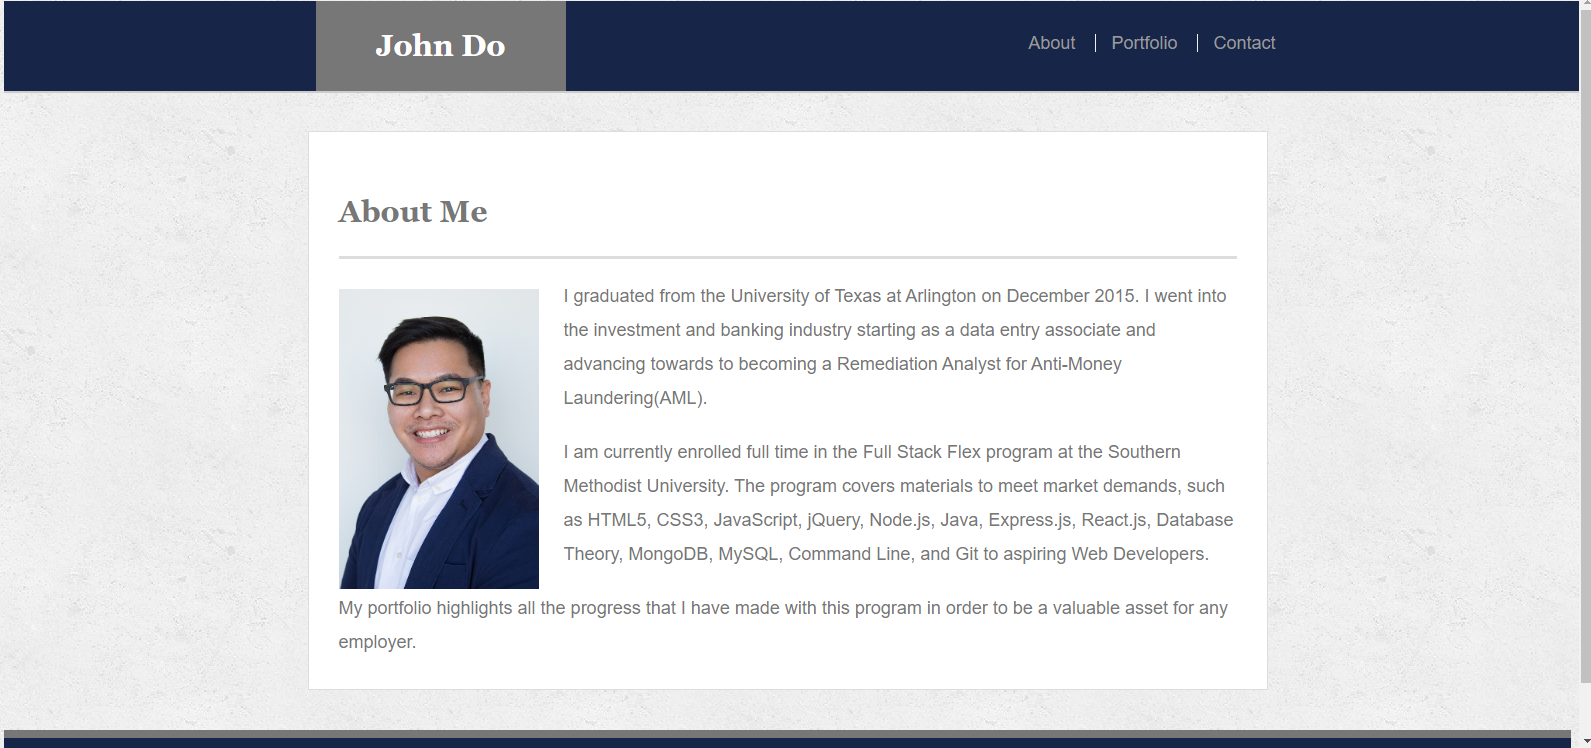 John Do
About
Portfolio
Contact
About Me
I graduated from the University of Texas at Arlington on December 2015. I went into
the investment and banking industry starting as a data entry associate and
advancing towards to becoming a Remediation Analyst for Anti-Money
Laundering(AML).
I am currently enrolled full time in the Full Stack Flex program at the Southern
Methodist University. The program covers materials to meet market demands, such
as HTML5, CSS3, JavaScript, jQuery, Node.js, Java, Express.js, React.js, Database
Theory, MongoDB, MySQL, Command Line, and Git to aspiring Web Developers.
My portfolio highlights all the progress that I have made with this program in order to be a valuable asset for any
employer.